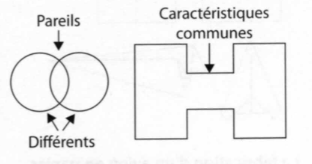 Pareils
Différents
Caractéristiques
communes